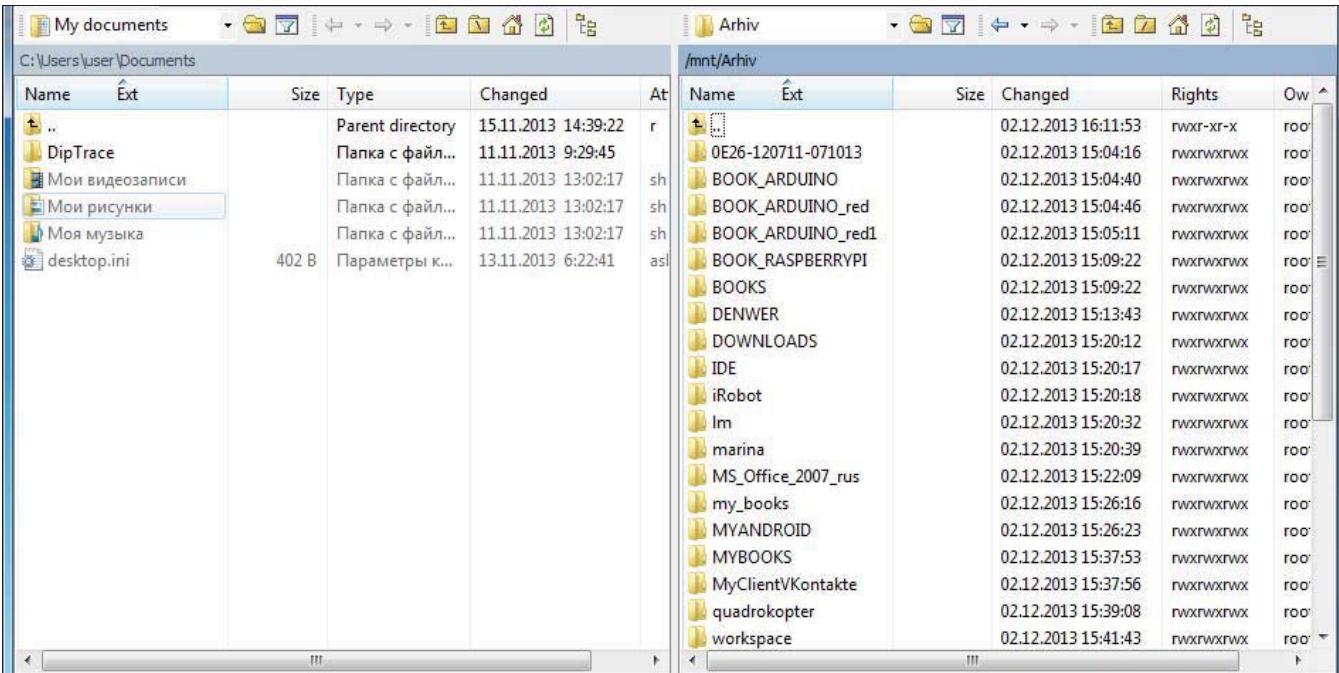 My documents
C:\Users\user\Documents
Name Ext Size Type Changed At
.. Parent directory 15.11.2013 14:39:22 r
DipTrace Папка с файл... 11.11.2013 9:29:45
Мои видеозаписи Папка с файл... 11.11.2013 13:02:17 sh
Мои рисунки Папка с файл... 11.11.2013 13:02:17 sh
Моя музыка Папка с файл... 11.11.2013 13:02:17 sh
desktop.ini 402 B Параметры к... 13.11.2013 6:22:41 asl
Arhiv
/mnt/Arhiv
Name Ext Size Changed Rights Ow
.. 02.12.2013 16:11:53 rwxr-xr-x roo
0E26-120711-071013 02.12.2013 15:04:16 rwxrwxrwx roo
BOOK_ARDUINO 02.12.2013 15:04:40 rwxrwxrwx roo
BOOK_ARDUINO_red 02.12.2013 15:04:46 rwxrwxrwx roo
BOOK_ARDUINO_red1 02.12.2013 15:05:11 rwxrwxrwx roo
BOOK_RASPBERRYPI 02.12.2013 15:09:22 rwxrwxrwx roo
BOOKS 02.12.2013 15:09:22 rwxrwxrwx roo
DENWER 02.12.2013 15:13:43 rwxrwxrwx roo
DOWNLOADS 02.12.2013 15:20:12 rwxrwxrwx roo
IDE 02.12.2013 15:20:17 rwxrwxrwx roo
iRobot 02.12.2013 15:20:18 rwxrwxrwx roo
lm 02.12.2013 15:20:32 rwxrwxrwx roo
marina 02.12.2013 15:20:39 rwxrwxrwx roo
MS_Office_2007_rus 02.12.2013 15:22:09 rwxrwxrwx roo
my_books 02.12.2013 15:26:16 rwxrwxrwx roo
MYANDROID 02.12.2013 15:26:23 rwxrwxrwx roo
MYBOOKS 02.12.2013 15:37:53 rwxrwxrwx roo
MyClientVKontakte 02.12.2013 15:37:56 rwxrwxrwx roo
quadrokopter 02.12.2013 15:39:08 rwxrwxrwx roo
workspace 02.12.2013 15:41:43 rwxrwxrwx roo